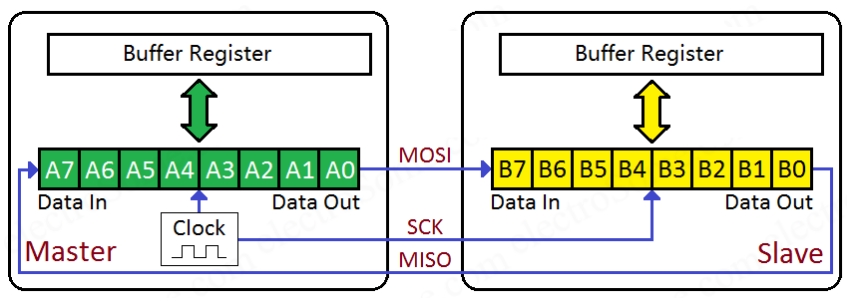 Buffer Register
Buffer Register
A7 A6 A5 A4 A3 A2 A1 A0
MOSI
B7 B6 B5 B4 B3 B2 B1 B0
Data In
Data Out
Data In
Data Out
Clock
SCK
Master
MISO
Slave